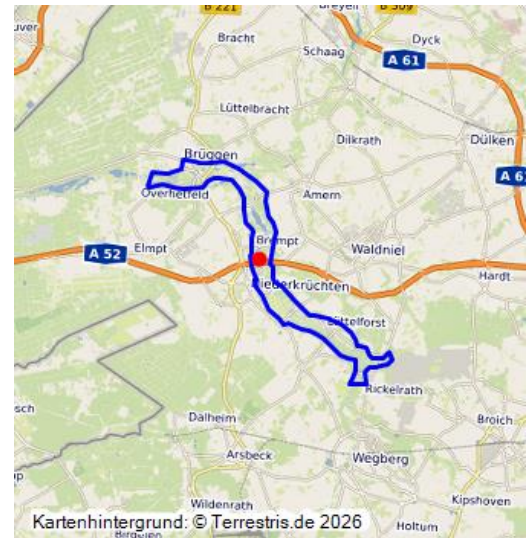 B 221
B 509
Breyell
Dyck
Bracht
Schaag
A 61
Lüttelbracht
Dilkrath
Dülken
Brüggen
A 61
Overhetfeld
Amern
Elmpt
Brempt
Waldniel
A 52
Niederkrüchten
Hardt
Lüttelforst
Rickelrath
Dalheim
Broich
Arsbeck
Wegberg
Wildenrath
Kipshoven
Kartenhintergrund: © Terrestris.de 2026
Holtum